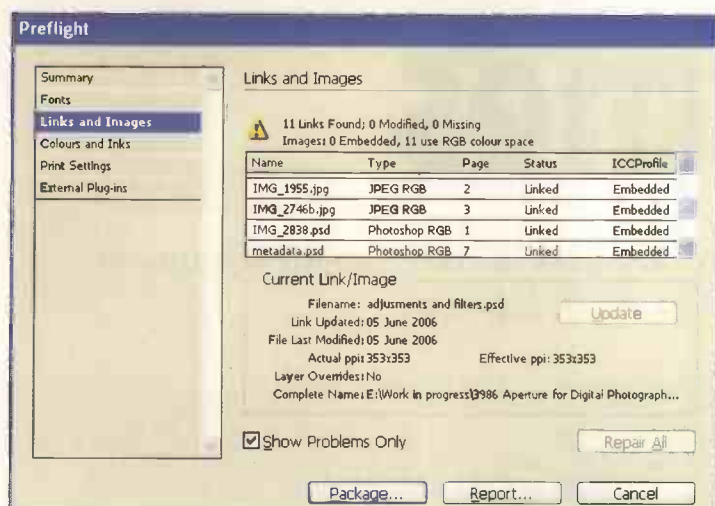 Preflight
Summary
Fonts
Links and Images
Colours and Inks
Print Settings
External Plug-ins
Links and Images
11 Links Found; 0 Modified, 0 Missing
Images: 0 Embedded, 11 use RGB colour space
Name Type Page Status ICCProfile
IMG_1955.jpg JPEG RGB 2 Linked Embedded
IMG_2746b.jpg JPEG RGB 3 Linked Embedded
IMG_2838.psd Photoshop RGB 1 Linked Embedded
metadata.psd Photoshop RGB 7 Linked Embedded
Current Link/Image
Filename: adjusments and filters.psd
Update
Link Updated: 05 June 2006
File Last Modified: 05 June 2006
Actual ppi: 353x353 Effective ppi: 353x353
Layer Overrides: No
Complete Name: E:\Work in progress\3986 Aperture for Digital Photograph...
Show Problems Only
Repair All
Package... Report... Cancel